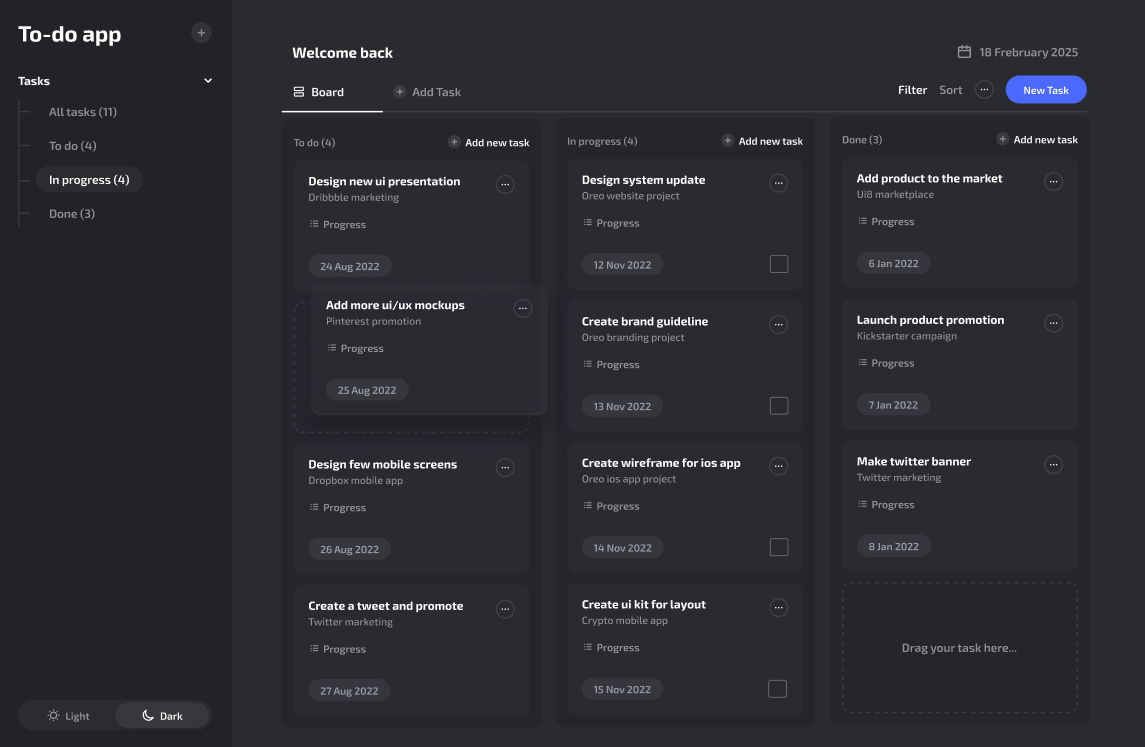 To-do app
Tasks
All tasks (11)
To do (4)
In progress (4)
Done (3)
Light
Dark
Welcome back
18 Frebruary 2025
Board
Add Task
Filter
Sort
New Task
To do (4)
Add new task
Design new ui presentation
Dribbble marketing
Progress
24 Aug 2022
Add more ui/ux mockups
Pinterest promotion
Progress
25 Aug 2022
Design few mobile screens
Dropbox mobile app
Progress
26 Aug 2022
Create a tweet and promote
Twitter marketing
Progress
27 Aug 2022
In progress (4)
Add new task
Design system update
Oreo website project
Progress
12 Nov 2022
Create brand guideline
Oreo branding project
Progress
13 Nov 2022
Create wireframe for ios app
Oreo ios app project
Progress
14 Nov 2022
Create ui kit for layout
Crypto mobile app
Progress
15 Nov 2022
Done (3)
Add new task
Add product to the market
Ui8 marketplace
Progress
6 Jan 2022
Launch product promotion
Kickstarter campaign
Progress
7 Jan 2022
Make twitter banner
Twitter marketing
Progress
8 Jan 2022
Drag your task here...